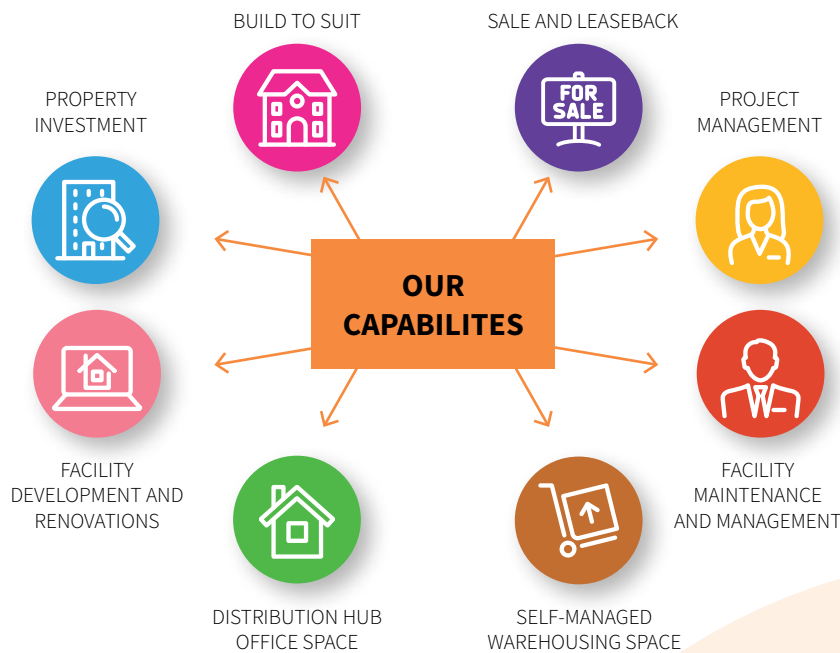 BUILD TO SUIT
SALE AND LEASEBACK
PROPERTY
INVESTMENT
FOR
SALE
PROJECT
MANAGEMENT
OUR
CAPABILITES
FACILITY
DEVELOPMENT AND
RENOVATIONS
FACILITY
MAINTENANCE
AND MANAGEMENT
DISTRIBUTION HUB
OFFICE SPACE
SELF-MANAGED
WAREHOUSING SPACE